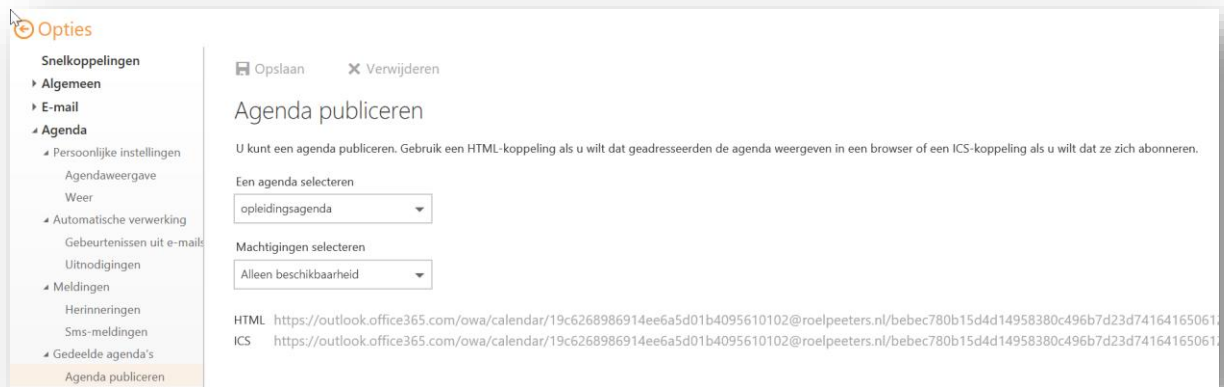 Opties
Snelkoppelingen
Algemeen
E-mail
Agenda
Persoonlijke instellingen
Agendaweergave
Weer
Automatische verwerking
Gebeurtenissen uit e-mails
Uitnodigingen
Meldingen
Herinneringen
Sms-meldingen
Gedeelde agenda's
Agenda publiceren
Opslaan Verwijderen
Agenda publiceren
U kunt een agenda publiceren. Gebruik een HTML-koppeling als u wilt dat geadresseerden de agenda weergeven in een browser of een ICS-koppeling als u wilt dat ze zich abonneren.
Een agenda selecteren
opleidingsagenda
Machtigingen selecteren
Alleen beschikbaarheid
HTML https://outlook.office365.com/owa/calendar/19c6268986914ee6a5d01b4095610102@roelpeeters.nl/bebec780b15d4d14958380c496b7d23d74164165061
ICS https://outlook.office365.com/owa/calendar/19c6268986914ee6a5d01b4095610102@roelpeeters.nl/bebec780b15d4d14958380c496b7d23d74164165061